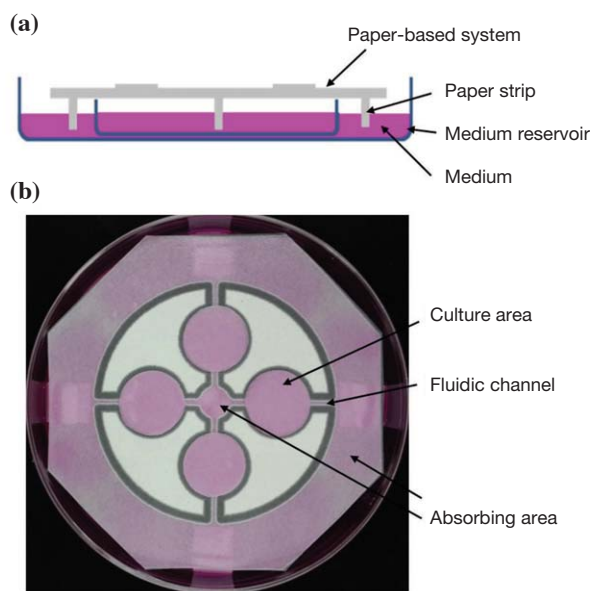 (a)
Paper-based system
Paper strip
Medium reservoir
Medium
(b)
Culture area
Fluidic channel
Absorbing area